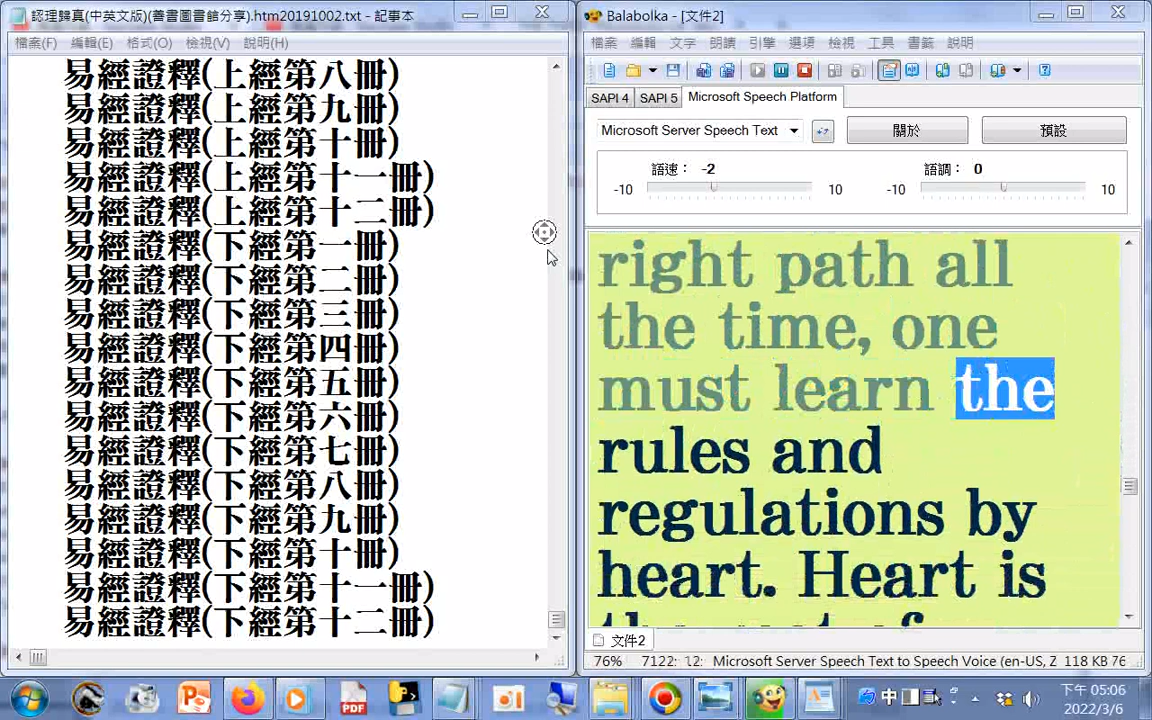 認理歸真(中英文版)(善書圖書館分享).htm20191002.txt - 記事本
檔案(F) 編輯(E) 格式(O) 檢視(V) 說明(H)
易經證釋(上經第八冊)
易經證釋(上經第九冊)
易經證釋(上經第十冊)
易經證釋(上經第十一冊)
易經證釋(上經第十二冊)
易經證釋(下經第一冊)
易經證釋(下經第二冊)
易經證釋(下經第三冊)
易經證釋(下經第四冊)
易經證釋(下經第五冊)
易經證釋(下經第六冊)
易經證釋(下經第七冊)
易經證釋(下經第八冊)
易經證釋(下經第九冊)
易經證釋(下經第十冊)
易經證釋(下經第十一冊)
易經證釋(下經第十二冊)
Balabolka - [文件2]
檔案 編輯 文字 朗讀 引擎 選項 檢視 工具 書籤 說明
SAPI 4 SAPI 5 Microsoft Speech Platform
Microsoft Server Speech Text 關於 預設
語速： -2 語調： 0
-10 10 -10 10
right path all
the time, one
must learn the
rules and
regulations by
heart. Heart is
文件2
76% 7122: 12: Microsoft Server Speech Text to Speech Voice (en-US, Z 118 KB 76
中
下午 05:06
2022/3/6